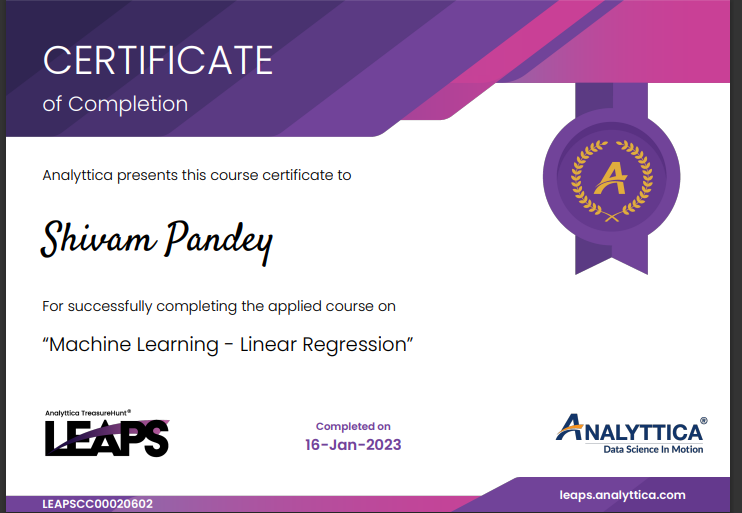 CERTIFICATE
of Completion
Analyttica presents this course certificate to
Shivam Pandey
For successfully completing the applied course on
“Machine Learning - Linear Regression”
Analyttica TreasureHunt®
LEAPS
Completed on
16-Jan-2023
ANALYTTICA®
Data Science In Motion
LEAPSCC00020602
leaps.analyttica.com